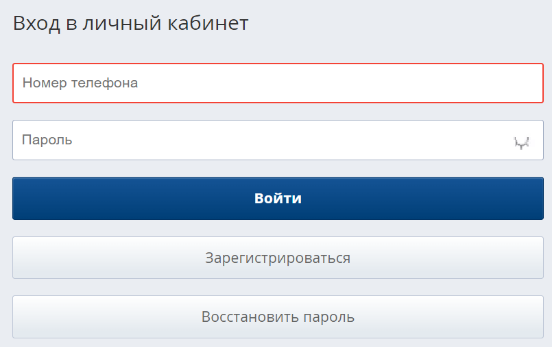 Вход в личный кабинет
Номер телефона
Пароль
Войти
Зарегистрироваться
Восстановить пароль